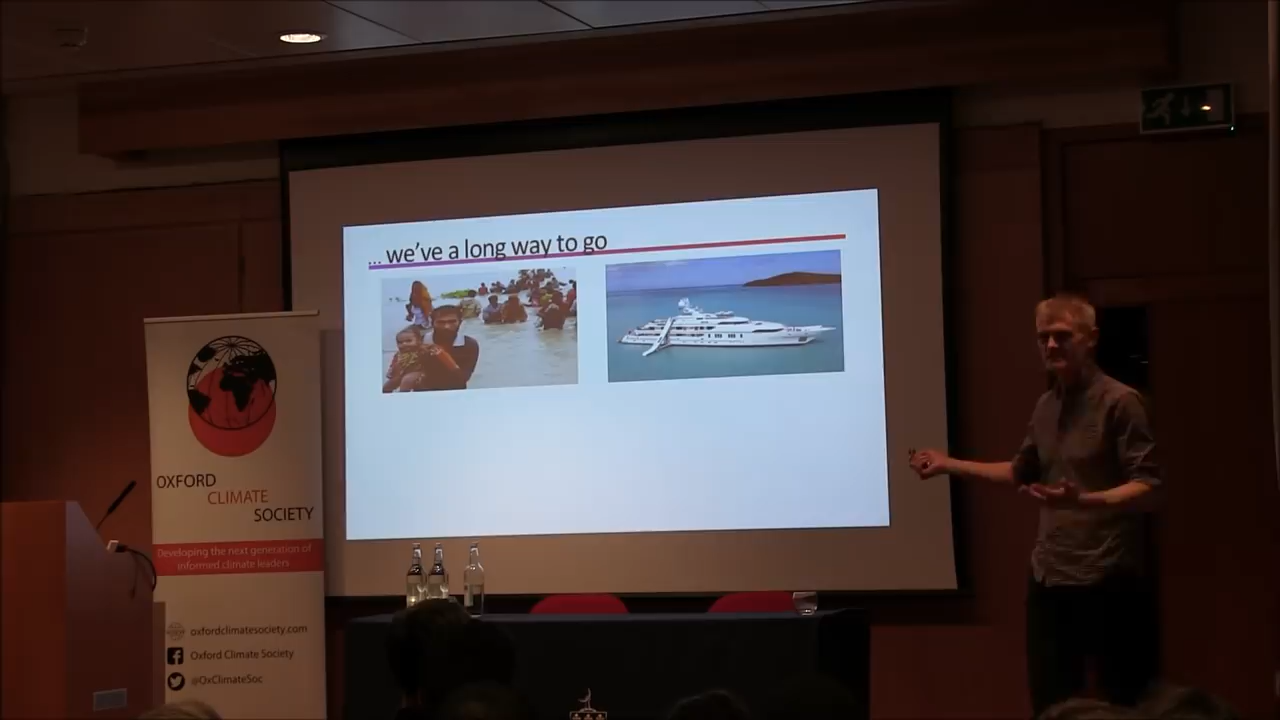 ... we've a long way to go
OXFORD
CLIMATE
SOCIETY
Developing the next generation of
informed climate leaders
oxfordclimatesociety.com
Oxford Climate Society
@OxClimateSoc